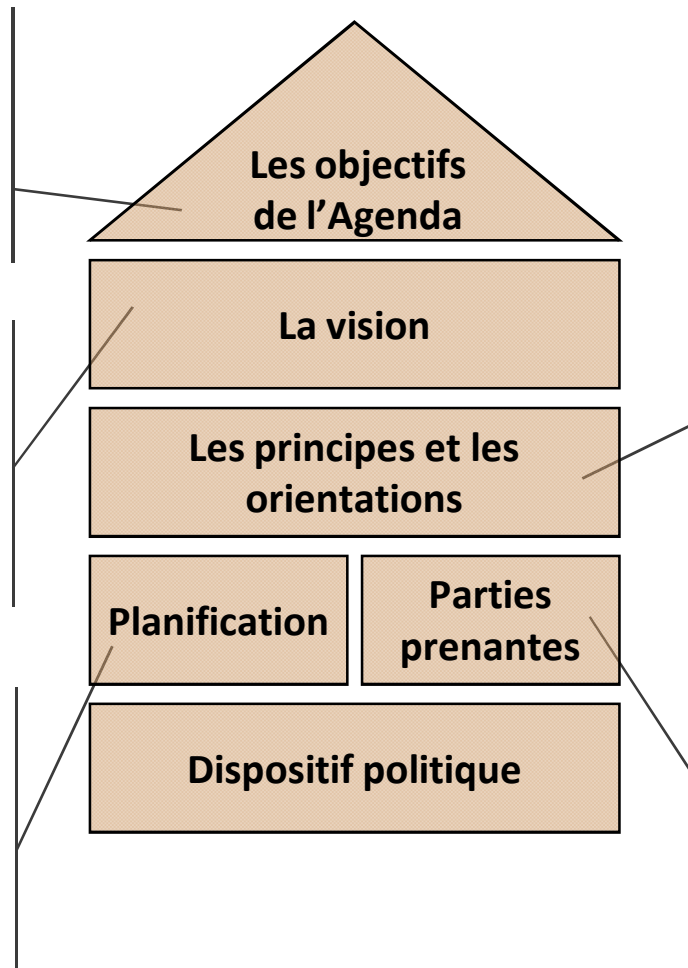 Les objectifs
de l’Agenda
La vision
Les principes et les
orientations
Planification
Parties
prenantes
Dispositif politique